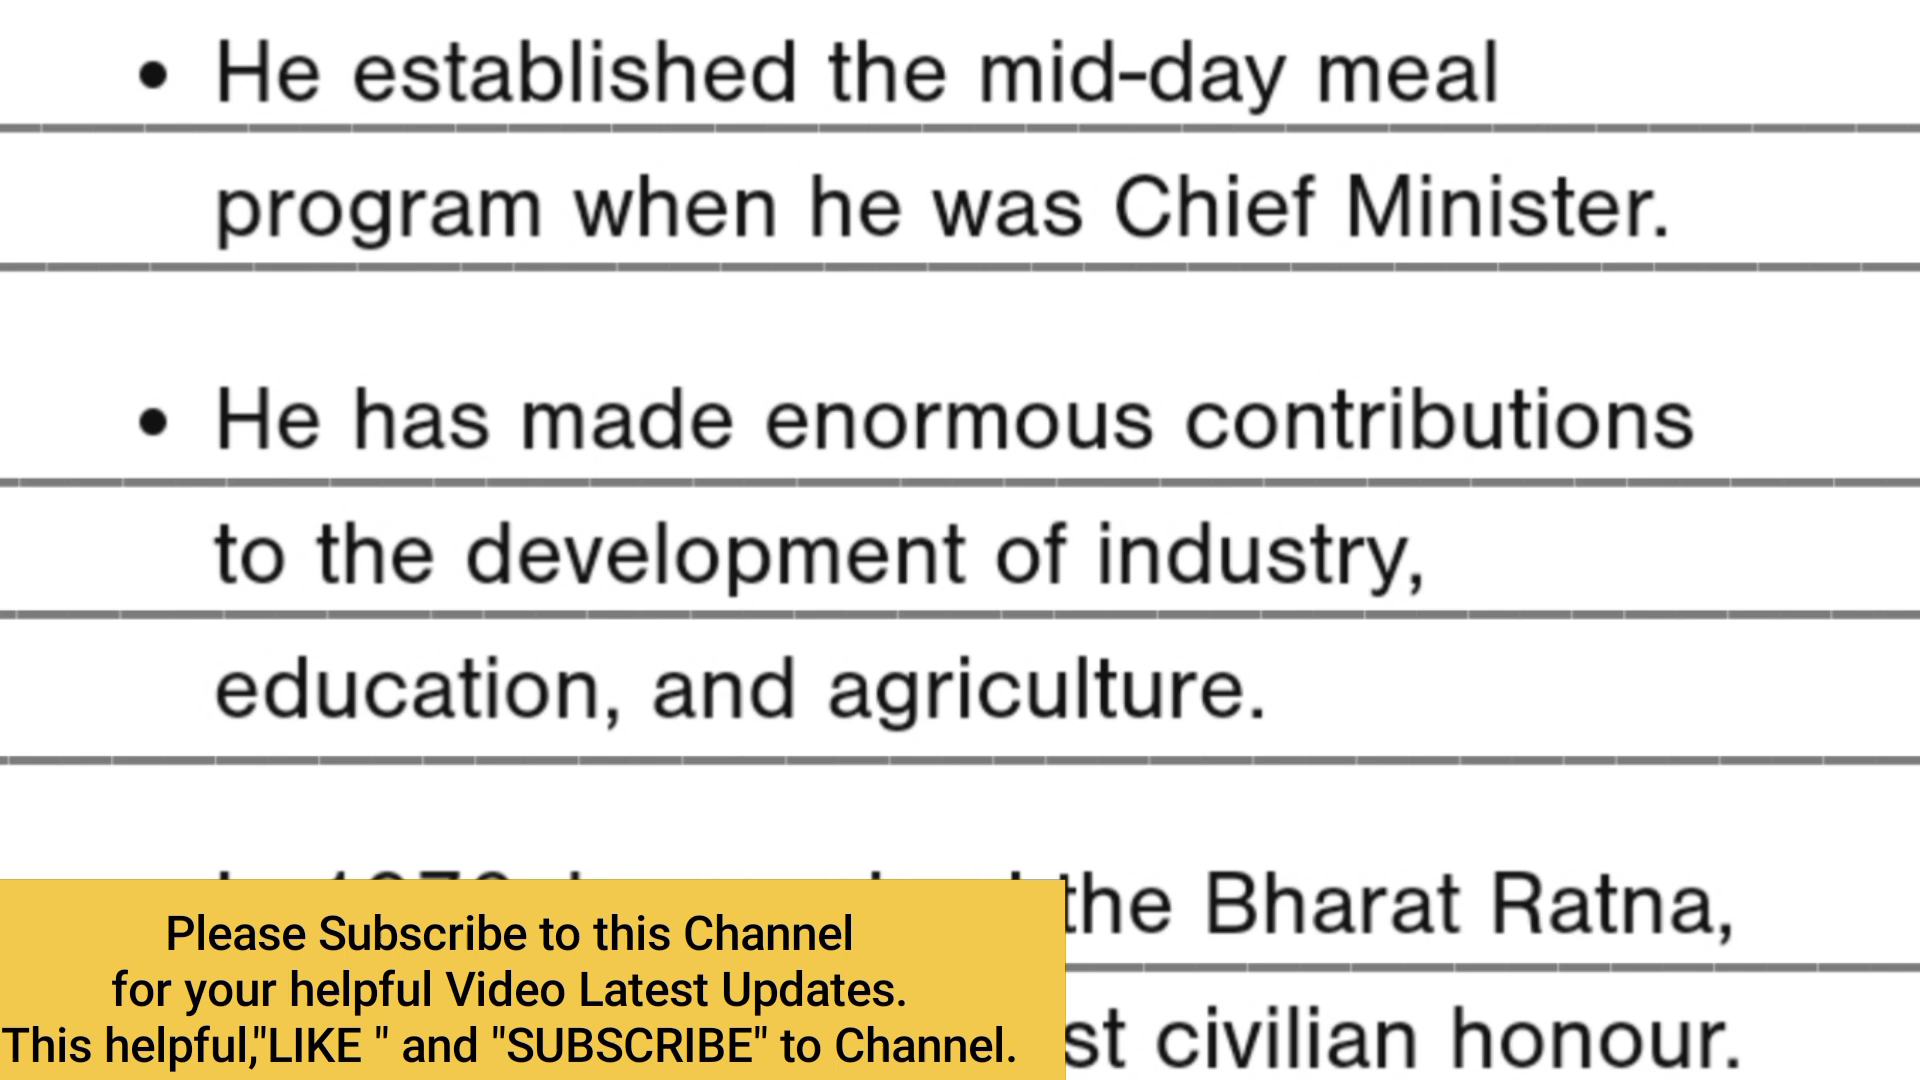 • He established the mid-day meal
program when he was Chief Minister.
• He has made enormous contributions
to the development of industry,
education, and agriculture.
the Bharat Ratna,
civilian honour.
Please Subscribe to this Channel
for your helpful Video Latest Updates.
This helpful,"LIKE " and "SUBSCRIBE" to Channel.